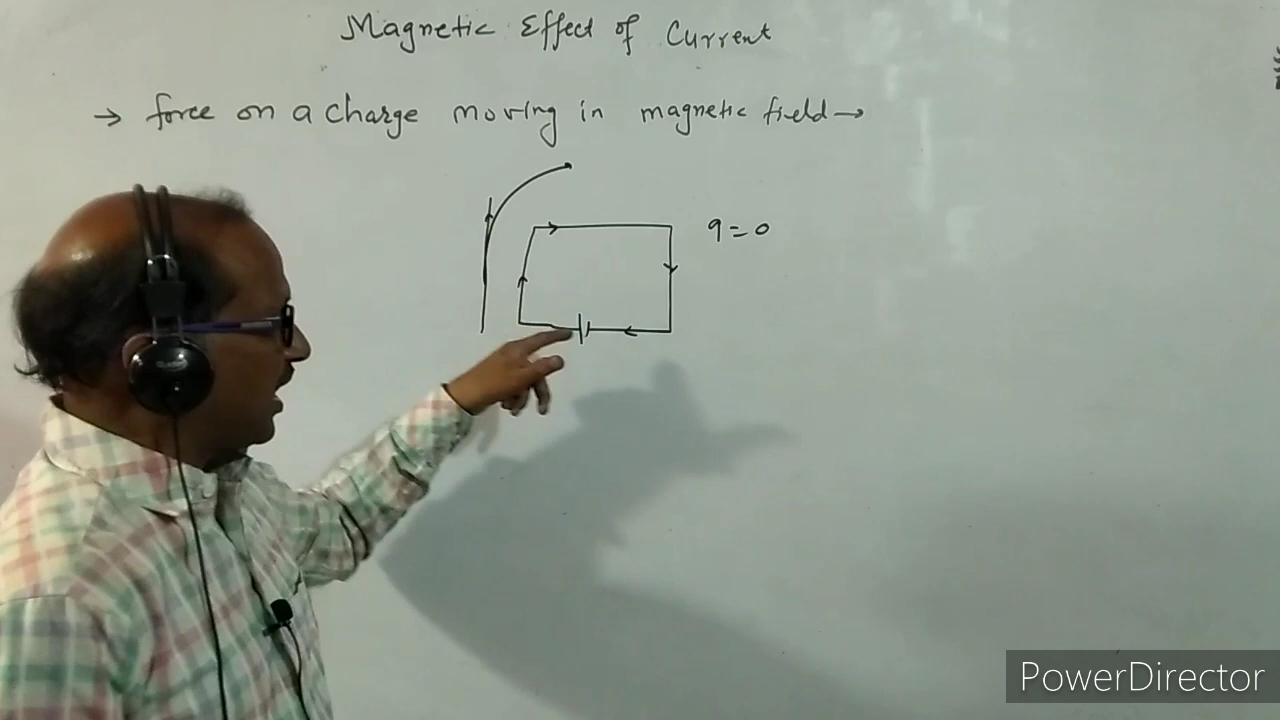 Magnetic Effect of Current
→ force on a charge moving in magnetic field →
q = 0
PowerDirector